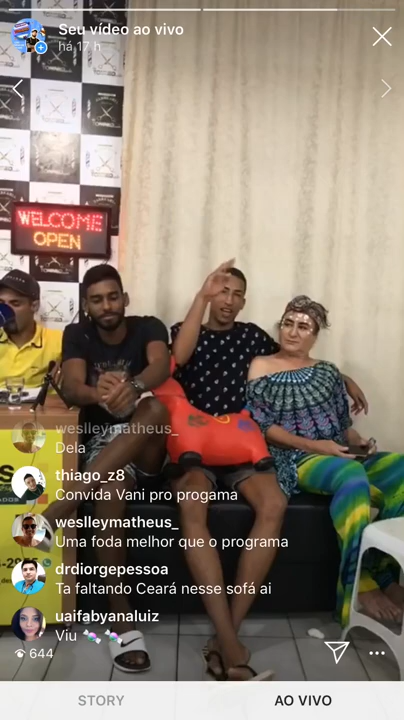 Seu vídeo ao vivo
há 17 h
WELCOME
OPEN
weslleymatheus_
Dela
thiago_z8
Convida Vani pro progama
weslleymatheus_
Uma foda melhor que o programa
drdiorgepessoa
Ta faltando Ceará nesse sofá ai
uaifabyanaluiz
Viu 🍬🍬
644
STORY
AO VIVO